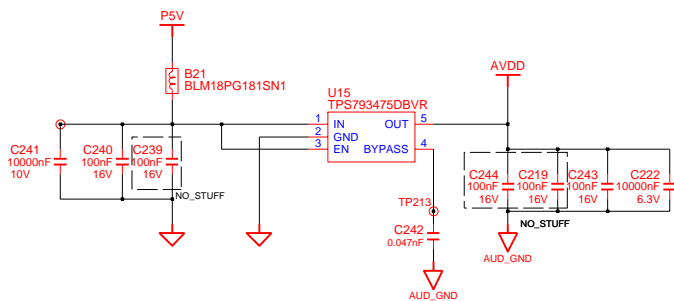 P5V
B21
BLM18PG181SN1
AVDD
U15
TPS793475DBVR
1 IN OUT 5
2 GND
3 EN BYPASS 4
C241
10000nF
10V
C240
100nF
16V
C239
100nF
16V
NO_STUFF
TP213
C242
0.047nF
AUD_GND
C244
100nF
16V
C219
100nF
16V
C243
100nF
16V
C222
10000nF
6.3V
NO_STUFF
AUD_GND